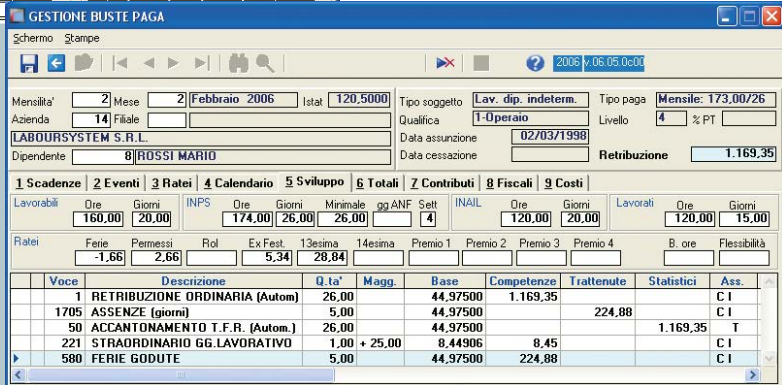 GESTIONE BUSTE PAGA
Schermo Stampe
2006 v.06.05.0c00
Mensilita' 2 Mese 2 Febbraio 2006 Istat 120,5000 Tipo soggetto Lav. dip. indeterm. Tipo paga Mensile: 173,00/26
Azienda 14 Filiale Qualifica 1-Operaio Livello 4 % PT
LABOURSYSTEM S.R.L. Data assunzione 02/03/1998
Dipendente 8 ROSSI MARIO Data cessazione Retribuzione 1.169,35
1 Scadenze 2 Eventi 3 Ratei 4 Calendario 5 Sviluppo 6 Totali 7 Contributi 8 Fiscali 9 Costi
Lavorabili Ore Giorni INPS Ore Giorni Minimale gg ANF Sett INAIL Ore Giorni Lavorati Ore Giorni
160,00 20,00 174,00 26,00 26,00 4 120,00 20,00 120,00 15,00
Ratei Ferie Permessi Rol Ex Fest. 13esima 14esima Premio 1 Premio 2 Premio 3 Premio 4 B. ore Flessibilità
-1,66 2,66 5,34 28,84
Voce Descrizione Q.ta' Magg. Base Competenze Trattenute Statistici Ass.
1 RETRIBUZIONE ORDINARIA (Autom) 26,00 44,97500 1.169,35 C I
1705 ASSENZE (giorni) 5,00 44,97500 224,88 C I
50 ACCANTONAMENTO T.F.R. (Autom.) 26,00 44,97500 1.169,35 T
221 STRAORDINARIO GG.LAVORATIVO 1,00 + 25,00 8,44906 8,45 C I
580 FERIE GODUTE 5,00 44,97500 224,88 C I